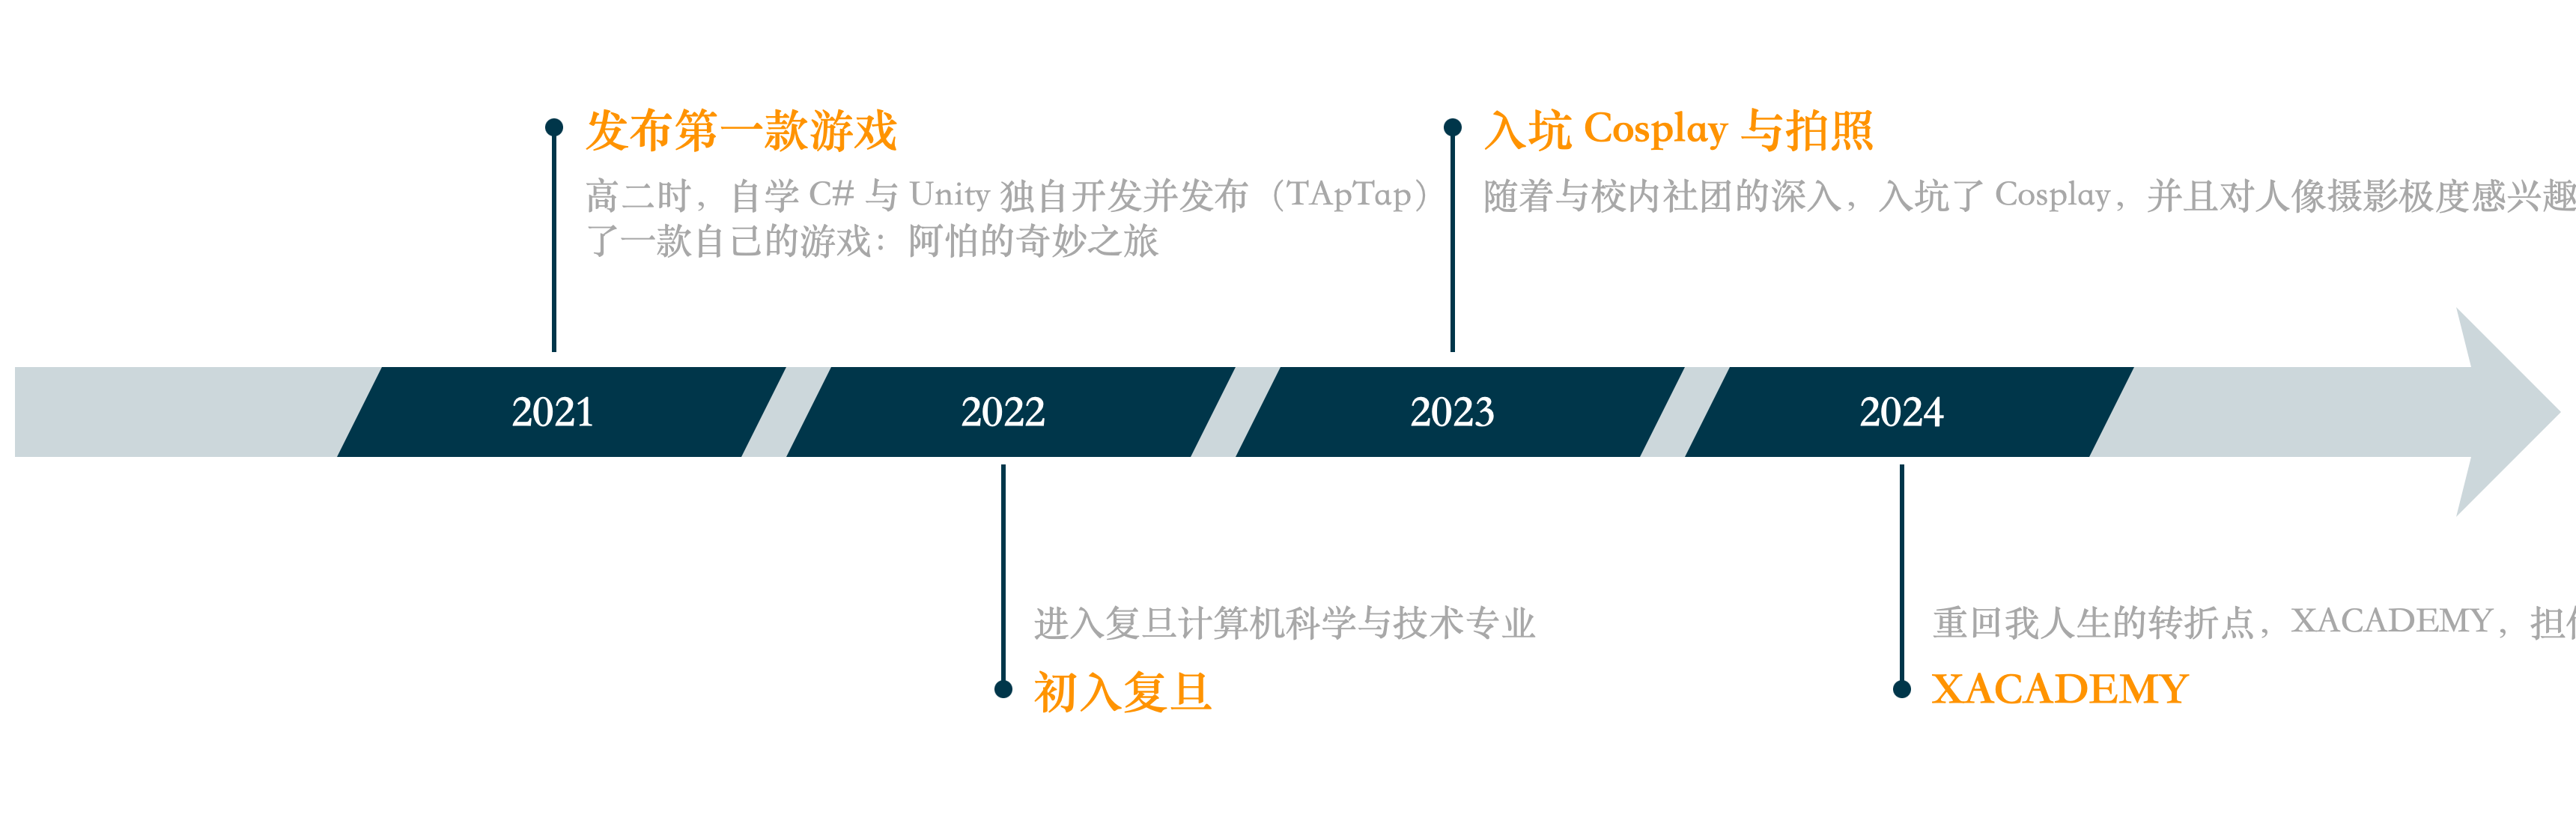 发布第一款游戏
高二时，自学 C# 与 Unity 独自开发并发布（TApTap）
了一款自己的游戏：阿怕的奇妙之旅
入坑 Cosplay 与拍照
随着与校内社团的深入，入坑了 Cosplay，并且对人像摄影极度感兴趣
2021
2022
2023
2024
进入复旦计算机科学与技术专业
初入复旦
重回我人生的转折点，XACADEMY，担
XACADEMY